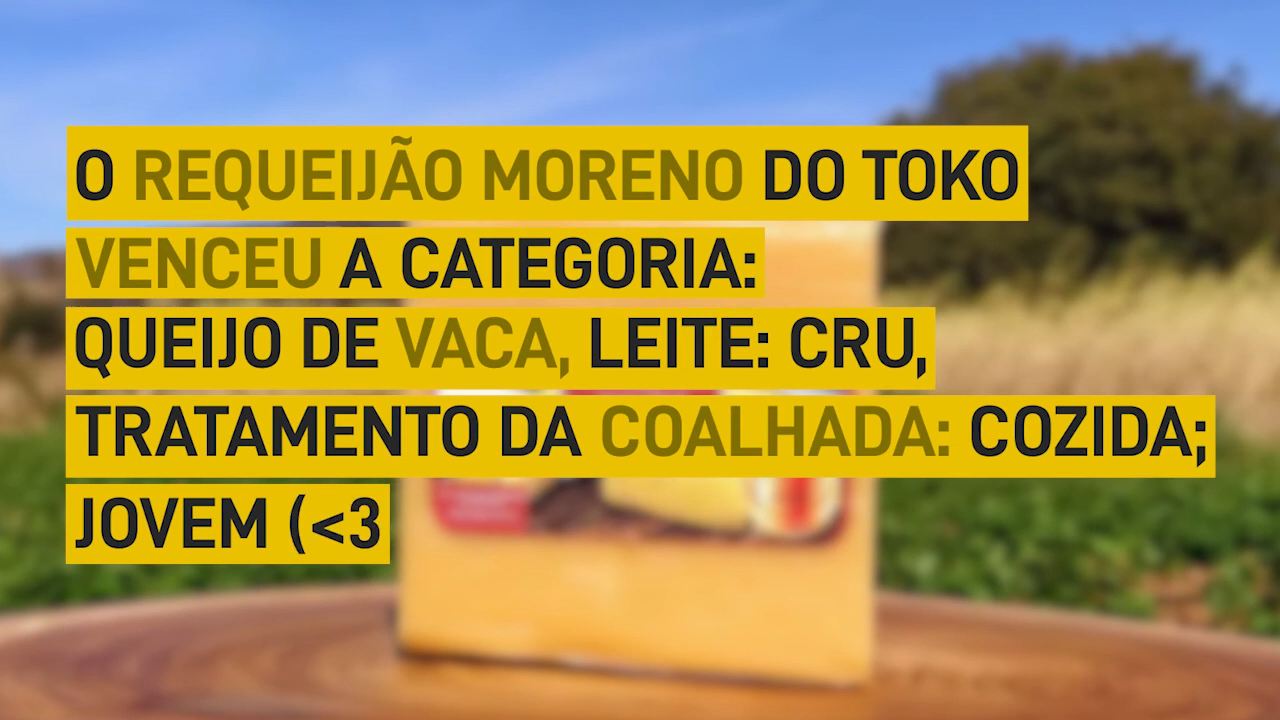 O REQUEIJÃO MORENO DO TOKO
VENCEU A CATEGORIA:
QUEIJO DE VACA, LEITE: CRU,
TRATAMENTO DA COALHADA: COZIDA;
JOVEM (<3